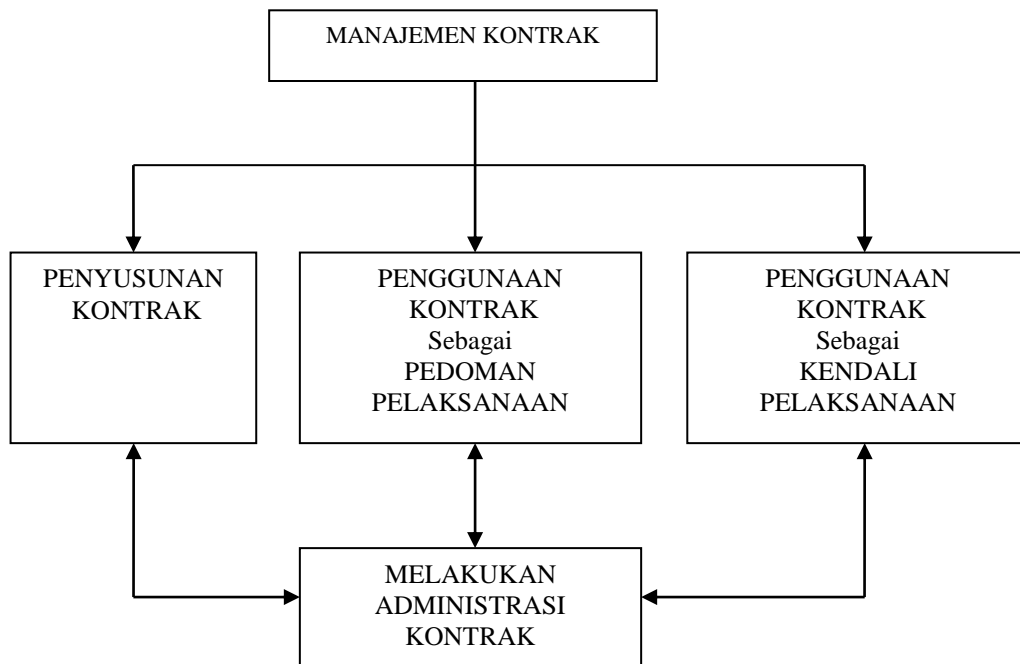 MANAJEMEN KONTRAK
PENYUSUNAN
KONTRAK
PENGGUNAAN
KONTRAK
Sebagai
PEDOMAN
PELAKSANAAN
PENGGUNAAN
KONTRAK
Sebagai
KENDALI
PELAKSANAAN
MELAKUKAN
ADMINISTRASI
KONTRAK